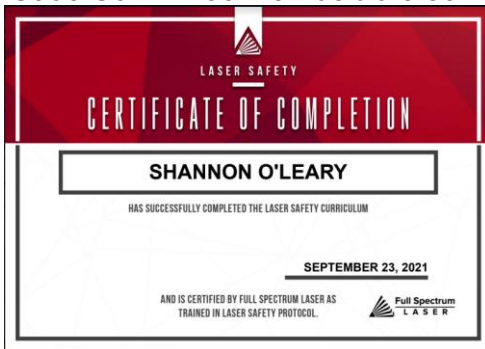 LASER SAFETY
CERTIFICATE OF COMPLETION
SHANNON O'LEARY
HAS SUCCESSFULLY COMPLETED THE LASER SAFETY CURRICULUM
SEPTEMBER 23, 2021
AND IS CERTIFIED BY FULL SPECTRUM LASER AS
TRAINED IN LASER SAFETY PROTOCOL.
Full Spectrum
LASER